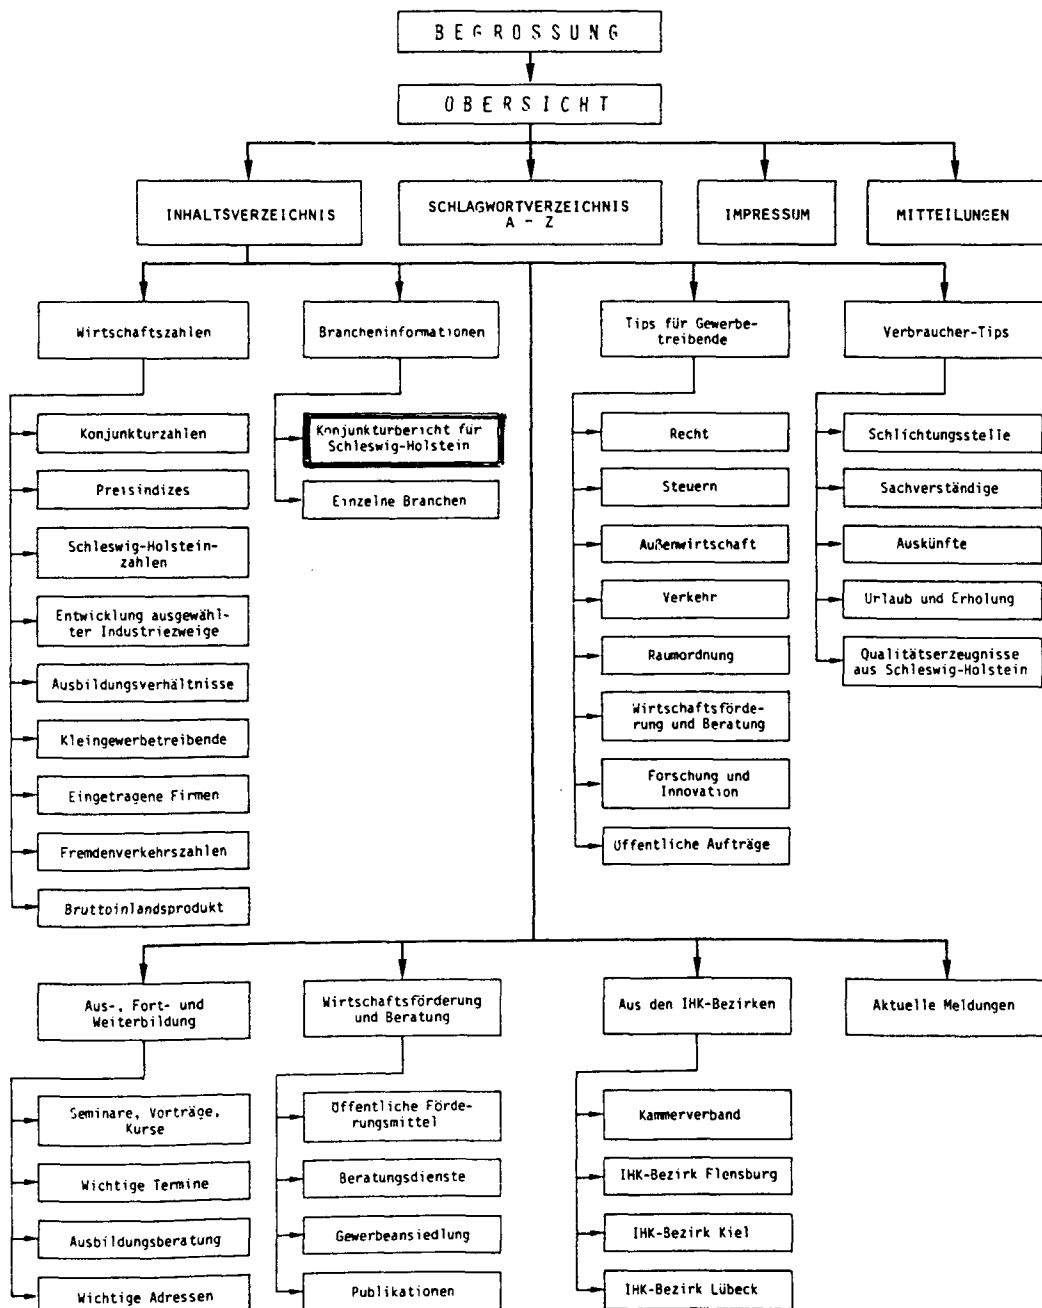 BEGROSSUNG
OBERSICHT
INHALTSVERZEICHNIS
SCHLAGWORTVERZEICHNIS
A - Z
IMPRESSUM
MITTEILUNGEN
Wirtschaftszahlen
Brancheninformationen
Tips für Gewerbe-
treibende
Verbraucher-Tips
Konjunkturzahlen
Preisindizes
Schleswig-Holstein-
zahlen
Entwicklung ausgewähl-
ter Industriezweige
Ausbildungsverhältnisse
Kleingewerbetreibende
Eingetragene Firmen
Fremdenverkehrszahlen
Bruttoinlandsprodukt
Konjunkturbericht für
Schleswig-Holstein
Einzelne Branchen
Recht
Steuern
Außenwirtschaft
Verkehr
Raumordnung
Wirtschaftsförde-
rung und Beratung
Forschung und
Innovation
Öffentliche Aufträge
Schlichtungsstelle
Sachverständige
Auskünfte
Urlaub und Erholung
Qualitätserzeugnisse
aus Schleswig-Holstein
Aus-, Fort- und
Weiterbildung
Wirtschaftsförderung
und Beratung
Aus den IHK-Bezirken
Aktuelle Meldungen
Seminare, Vorträge,
Kurse
Wichtige Termine
Ausbildungsberatung
Wichtige Adressen
Öffentliche Förde-
rungsmittel
Beratungsdienste
Gewerbeansiedlung
Publikationen
Kammerverband
IHK-Bezirk Flensburg
IHK-Bezirk Kiel
IHK-Bezirk Lübeck